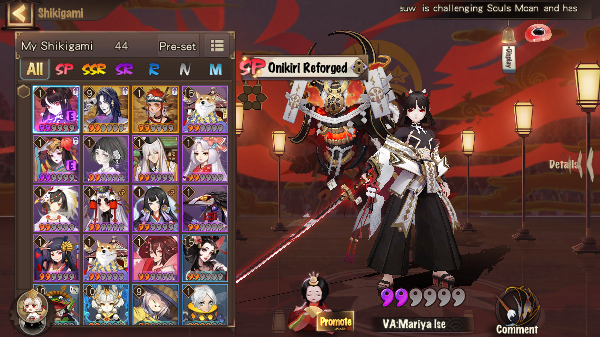 Shikigami
suw is challenging Souls Moan and has
My Shikigami 44
Pre-set
All SP SSR SR R N M
SP Onikiri Reforged
Display
Details
Promote
VA:Mariya Ise
Comment